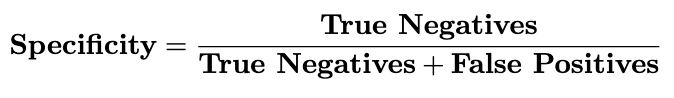 True Negatives
Specificity =
True Negatives + False Positives